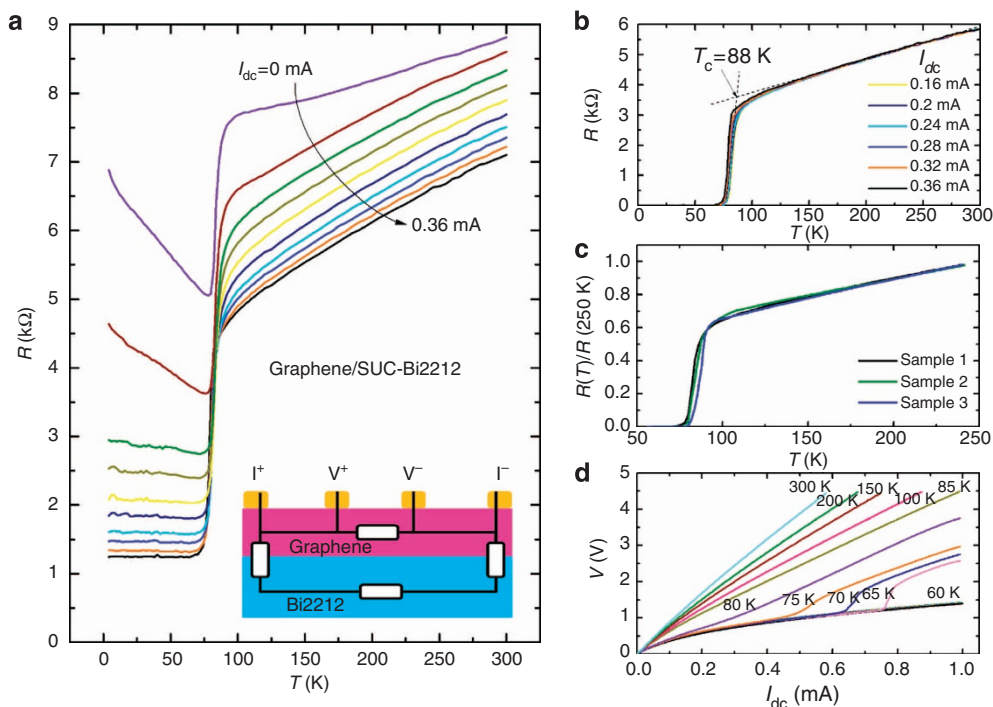 a
9
8
7
6
5
4
3
2
1
0
R (kΩ)
0 50 100 150 200 250 300
T (K)
I_dc=0 mA
0.36 mA
Graphene/SUC-Bi2212
I⁺ V⁺ V⁻ I⁻
Graphene
Bi2212
b
6
5
4
3
2
1
0
R (kΩ)
0 50 100 150 200 250 300
T (K)
T_c=88 K
I_dc
0.16 mA
0.2 mA
0.24 mA
0.28 mA
0.32 mA
0.36 mA
c
1.0
0.8
0.6
0.4
0.2
0.0
R(T)/R (250 K)
50 100 150 200 250
T (K)
Sample 1
Sample 2
Sample 3
d
5
4
3
2
1
0
V (V)
0.0 0.2 0.4 0.6 0.8 1.0
I_dc (mA)
300 K
200 K
150 K
100 K
85 K
80 K
75 K
70 K
65 K
60 K